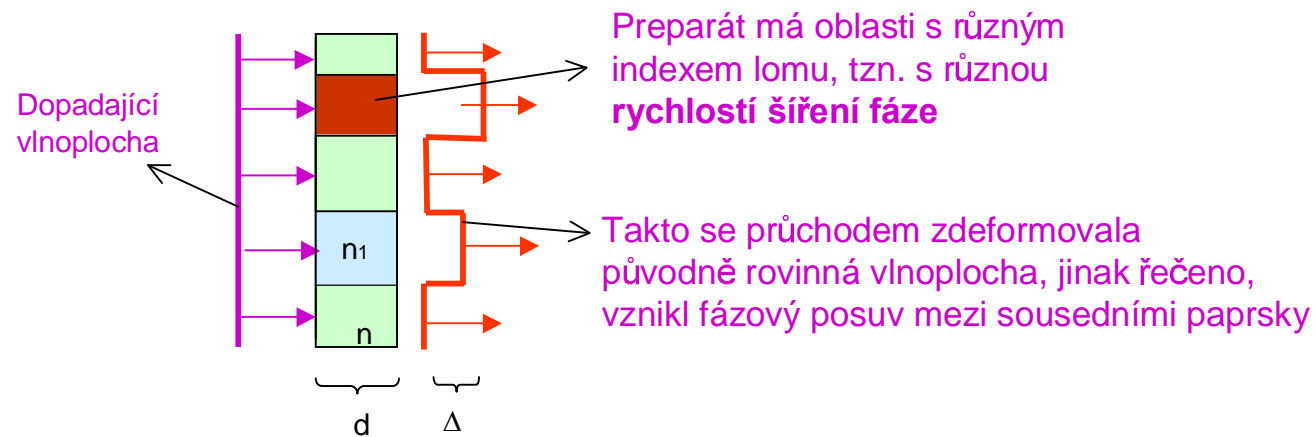 Preparát má oblasti s různým
indexem lomu, tzn. s různou
rychlostí šíření fáze
Dopadající
vlnoplocha
Takto se průchodem zdeformovala
původně rovinná vlnoplocha, jinak řečeno,
vznikl fázový posuv mezi sousedními paprsky
n1
n
d
Δ